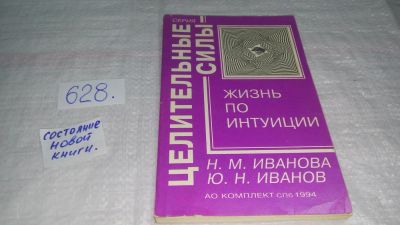 628.
состояние
новой
книги.
СЕРИЯ
ЦЕЛИТЕЛЬНЫЕ
СИЛЫ
ЖИЗНЬ
ПО
ИНТУИЦИИ
Н. М. ИВАНОВА
Ю. Н. ИВАНОВ
АО КОМПЛЕКТ СПб 1994